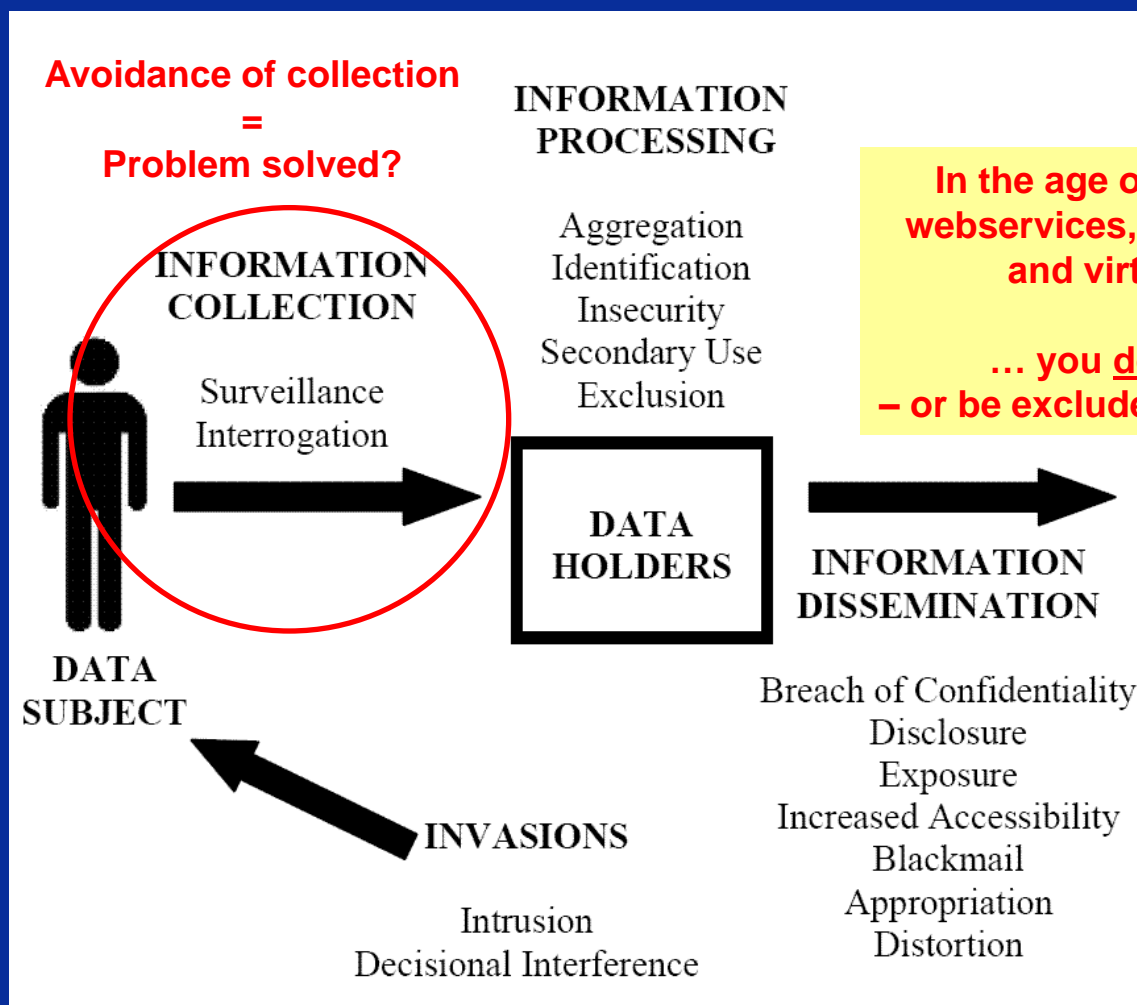 Avoidance of collection
=
Problem solved?
INFORMATION
COLLECTION
Surveillance
Interrogation
DATA
SUBJECT
INFORMATION
PROCESSING
Aggregation
Identification
Insecurity
Secondary Use
Exclusion
DATA
HOLDERS
In the age
webservices,
and
… you
– or be
INFORMATION
DISSEMINATION
Breach of Confidentiality
Disclosure
Exposure
Increased Accessibility
Blackmail
Appropriation
Distortion
INVASIONS
Intrusion
Decisional Interference